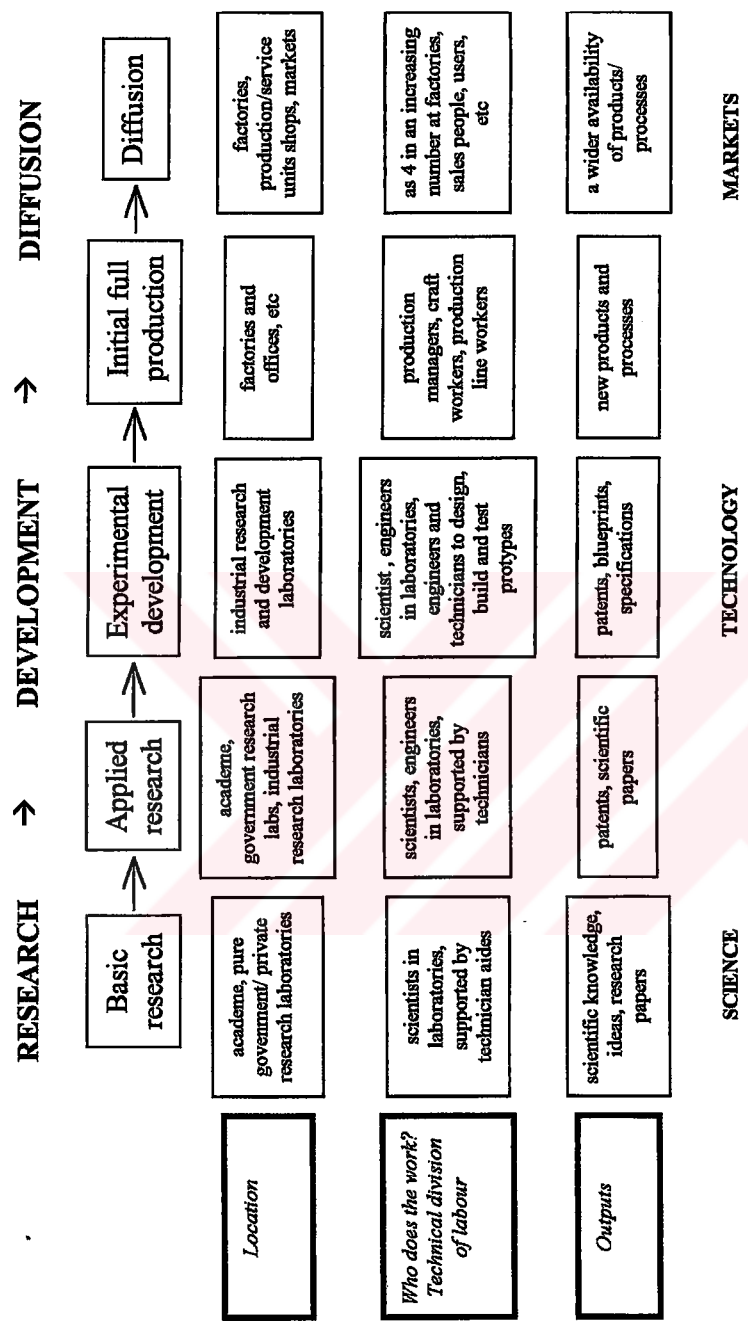 RESEARCH → DEVELOPMENT → DIFFUSION
Basic
research
Applied
research
Experimental
development
Initial full
production
Diffusion
Location
academe, pure
govenment/ private
research laboratories
academe,
government research
labs, industrial
research laboratories
industrial research
and development
laboratories
factories and
offices, etc
factories,
production/service
units shops, markets
Who does the work?
Technical division
of labour
scientists in
laboratories,
supported by
technician aides
scientists, engineers
in laboratories,
supported by
technicians
scientist , engineers
in laboratories,
engineers and
technicians to design,
build and test
protypes
production
managers, craft
workers, production
line workers
as 4 in an increasing
number at factories,
sales people, users,
etc
Outputs
scientific knowledge,
ideas, research
papers
patents, scientific
papers
patents, blueprints,
specifications
new products and
processes
a wider availability
of products/
processes
SCIENCE TECHNOLOGY MARKETS